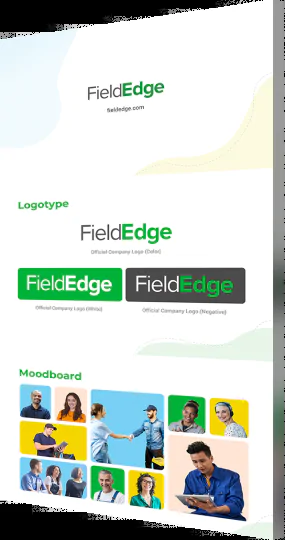 FieldEdge
fieldedge.com
Logotype
FieldEdge
Official Company Logo (Color)
FieldEdge FieldEdge
Official Company Logo (White) Official Company Logo (Negative)
Moodboard